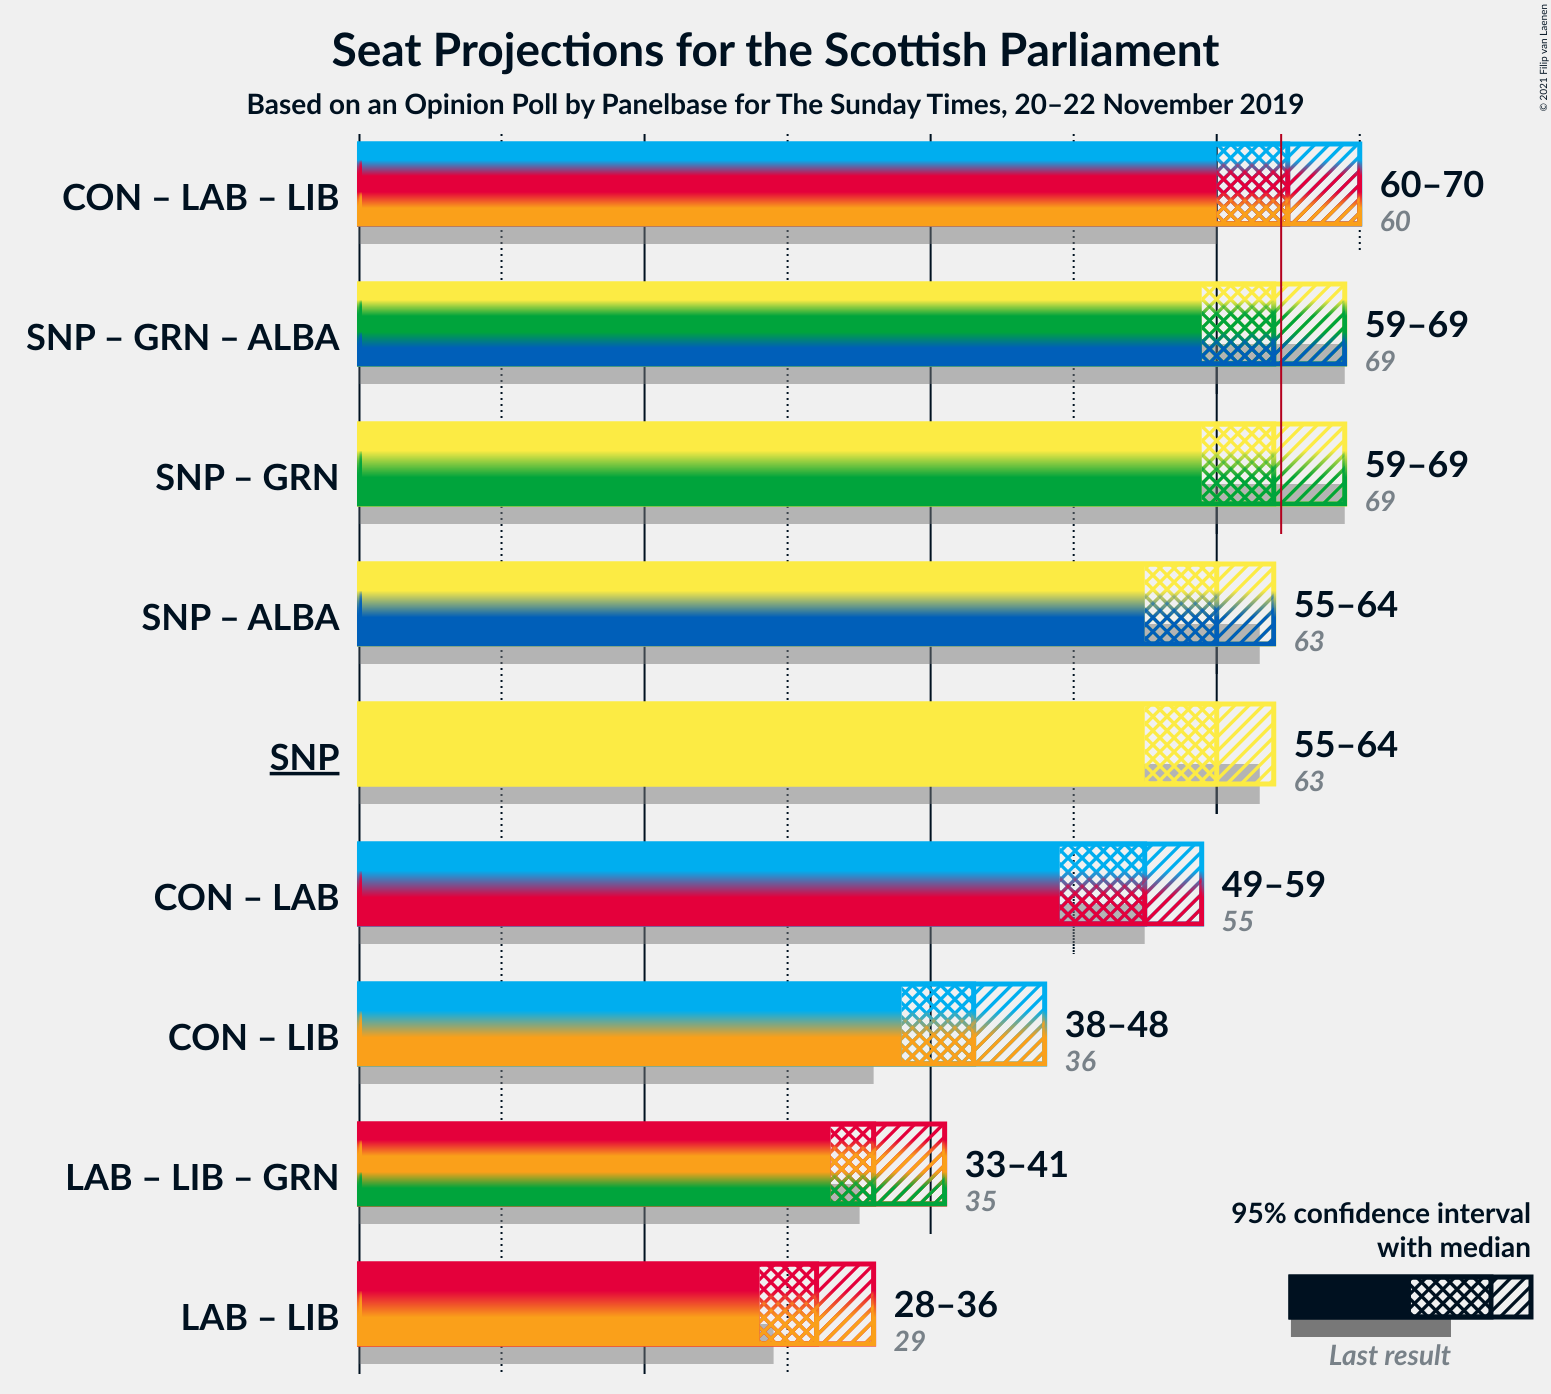 Seat Projections for the Scottish Parliament
Based on an Opinion Poll by Panelbase for The Sunday Times, 20–22 November 2019
© 2021 Filip van Laenen
CON – LAB – LIB
60–70
60
SNP – GRN – ALBA
59–69
69
SNP – GRN
59–69
69
SNP – ALBA
55–64
63
SNP
55–64
63
CON – LAB
49–59
55
CON – LIB
38–48
36
LAB – LIB – GRN
33–41
35
LAB – LIB
28–36
29
95% confidence interval
with median
Last result